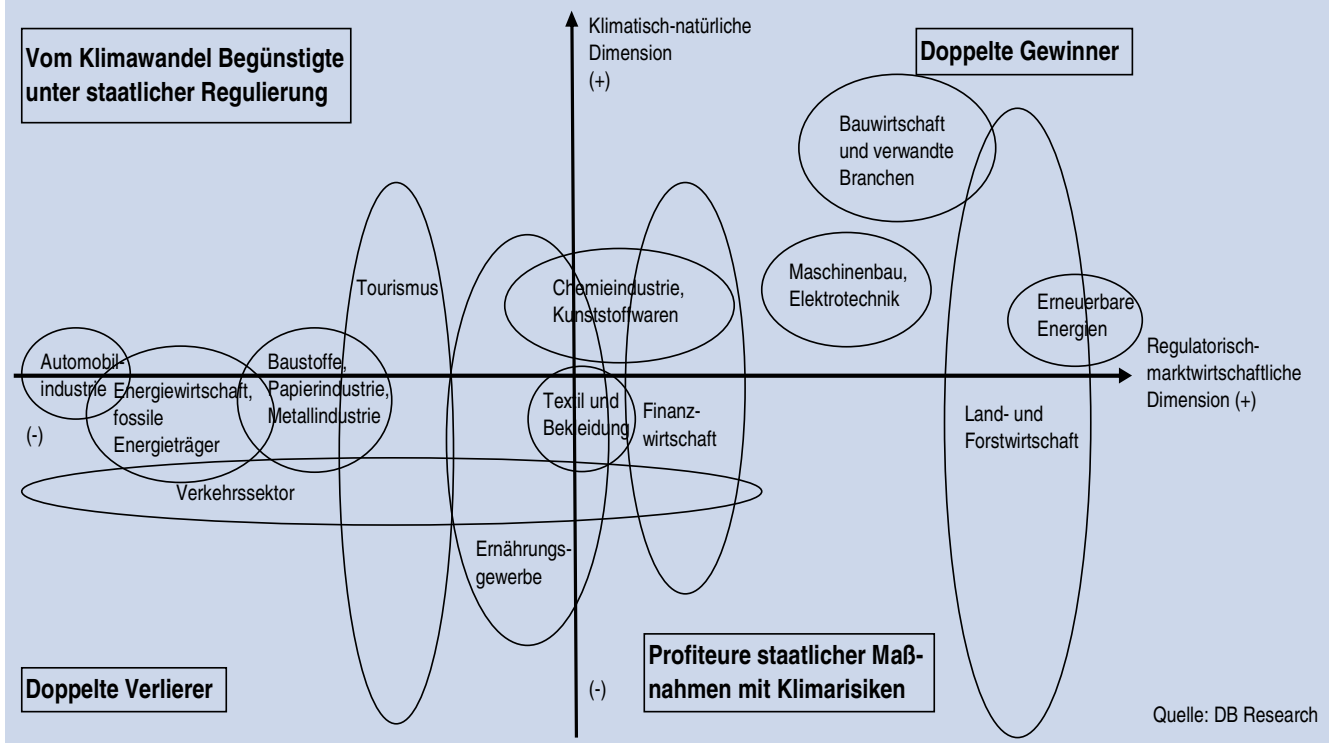 Vom Klimawandel Begünstigte
unter staatlicher Regulierung
Klimatisch-natürliche
Dimension
(+)
Doppelte Gewinner
Bauwirtschaft
und verwandte
Branchen
Tourismus
Chemieindustrie,
Kunststoffwaren
Maschinenbau,
Elektrotechnik
Erneuerbare
Energien
Regulatorisch-
marktwirtschaftliche
Dimension (+)
Automobil-
industrie
(-)
Energiewirtschaft,
fossile
Energieträger
Baustoffe,
Papierindustrie,
Metallindustrie
Textil und
Bekleidung
Finanz-
wirtschaft
Land- und
Forstwirtschaft
Verkehrssektor
Ernährungs-
gewerbe
Doppelte Verlierer
(-)
Profiteure staatlicher Maß-
nahmen mit Klimarisiken
Quelle: DB Research